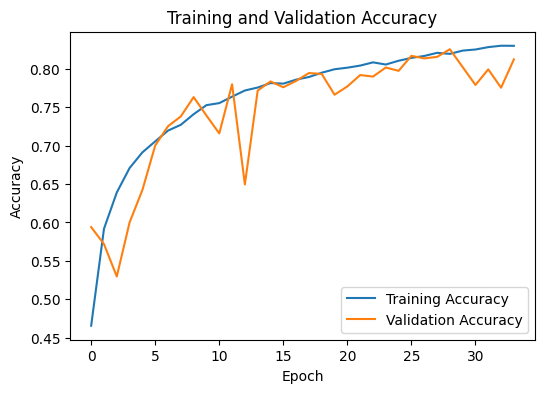 Training and Validation Accuracy
0.80
0.75
0.70
0.65
0.60
0.55
0.50
0.45
Accuracy
Training Accuracy
Validation Accuracy
0 5 10 15 20 25 30
Epoch